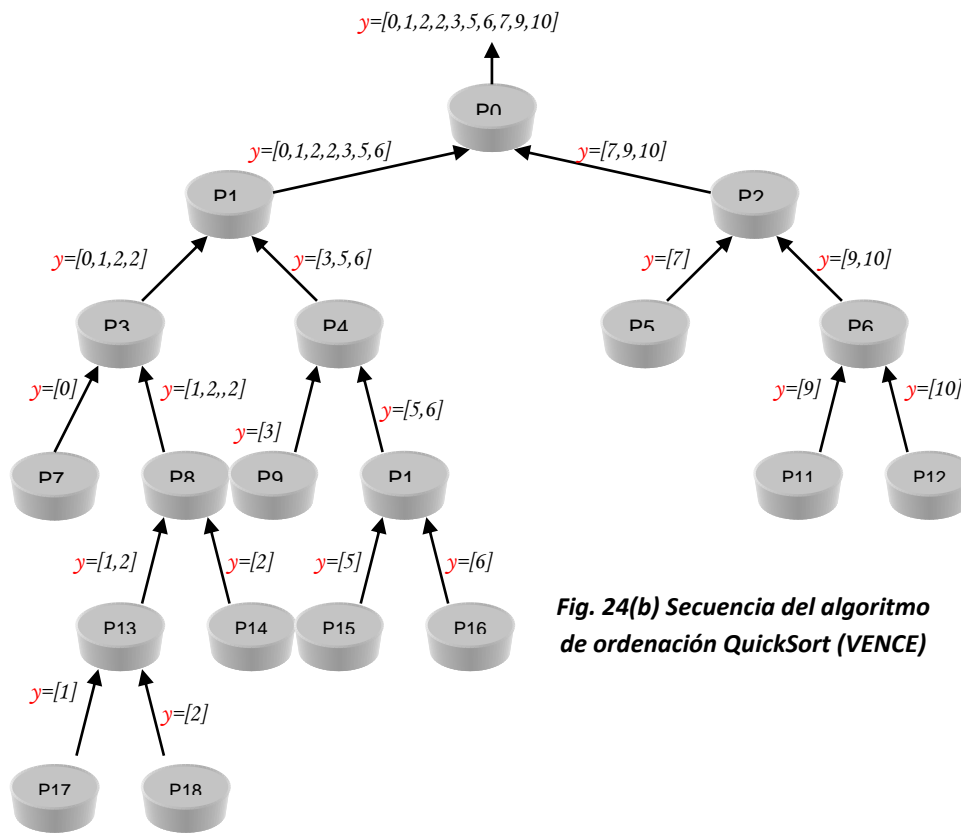 y=[0,1,2,2,3,5,6,7,9,10]
P0
y=[0,1,2,2,3,5,6]
y=[7,9,10]
P1
P2
y=[0,1,2,2]
y=[3,5,6]
y=[7]
y=[9,10]
P3
P4
P5
P6
y=[0]
y=[1,2,,2]
y=[3]
y=[5,6]
y=[9]
y=[10]
P7
P8
P9
P1
P11
P12
y=[1,2]
y=[2]
y=[5]
y=[6]
Fig. 24(b) Secuencia del algoritmo
de ordenación QuickSort (VENCE)
P13
P14
P15
P16
y=[1]
y=[2]
P17
P18